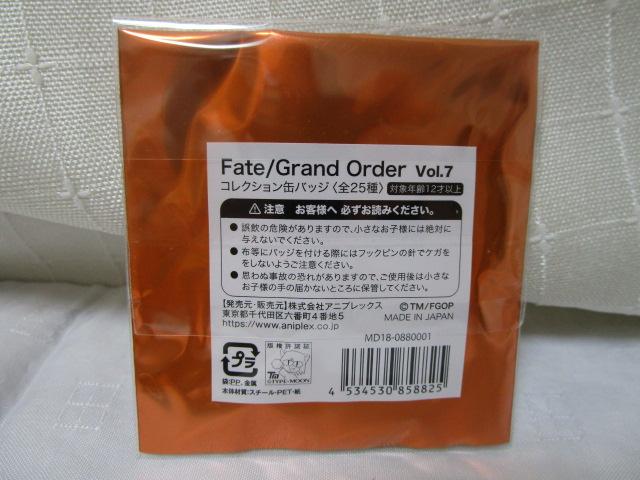 Fate/Grand Order Vol.7
コレクション缶バッジ〈全25種〉 対象年齢12才以上
注意 お客様へ 必ずお読みください。
● 誤飲の危険がありますので、小さなお子様には絶対に
与えないでください。
● 布等にバッジを付ける際にはフックピンの針でケガを
をしないようご注意ください。
● 思わぬ事故の恐れがありますので、ご使用後は小さな
お子様の手の届かないところに保管してください。
【発売元・販売元】株式会社アニプレックス ©TM/FGOP
東京都千代田区六番町4番地5 MADE IN JAPAN
https://www.aniplex.co.jp
MD18-0880001
版権許諾証
プラ
©TYPE-MOON
袋:PP、金属
本体材質:スチール・PET・紙
4 534530 858825